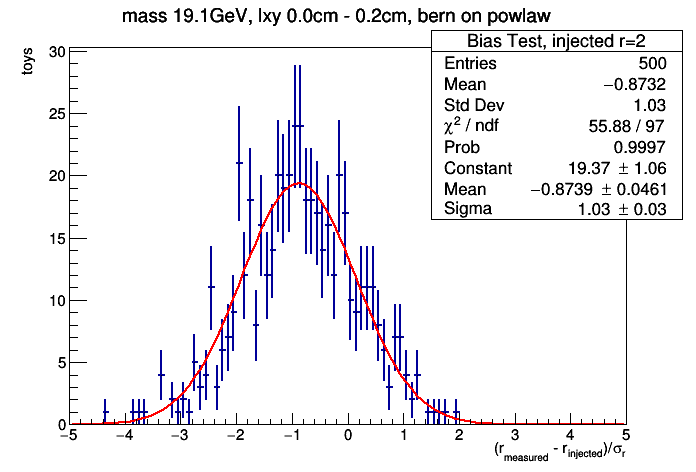 mass 19.1GeV, lxy 0.0cm - 0.2cm, bern on powlaw
toys
30
25
20
15
10
5
0
Bias Test, injected r=2
Entries 500
Mean −0.8732
Std Dev 1.03
χ² / ndf 55.88 / 97
Prob 0.9997
Constant 19.37 ± 1.06
Mean −0.8739 ± 0.0461
Sigma 1.03 ± 0.03
−5 −4 −3 −2 −1 0 1 2 3 4 5
(r_measured - r_injected)/σ_r